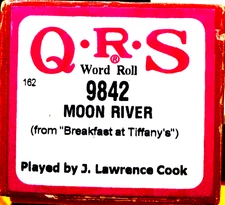 Q·R·S
®
Word Roll
162
9842
MOON RIVER
(from "Breakfast at Tiffany's")
Played by J. Lawrence Cook